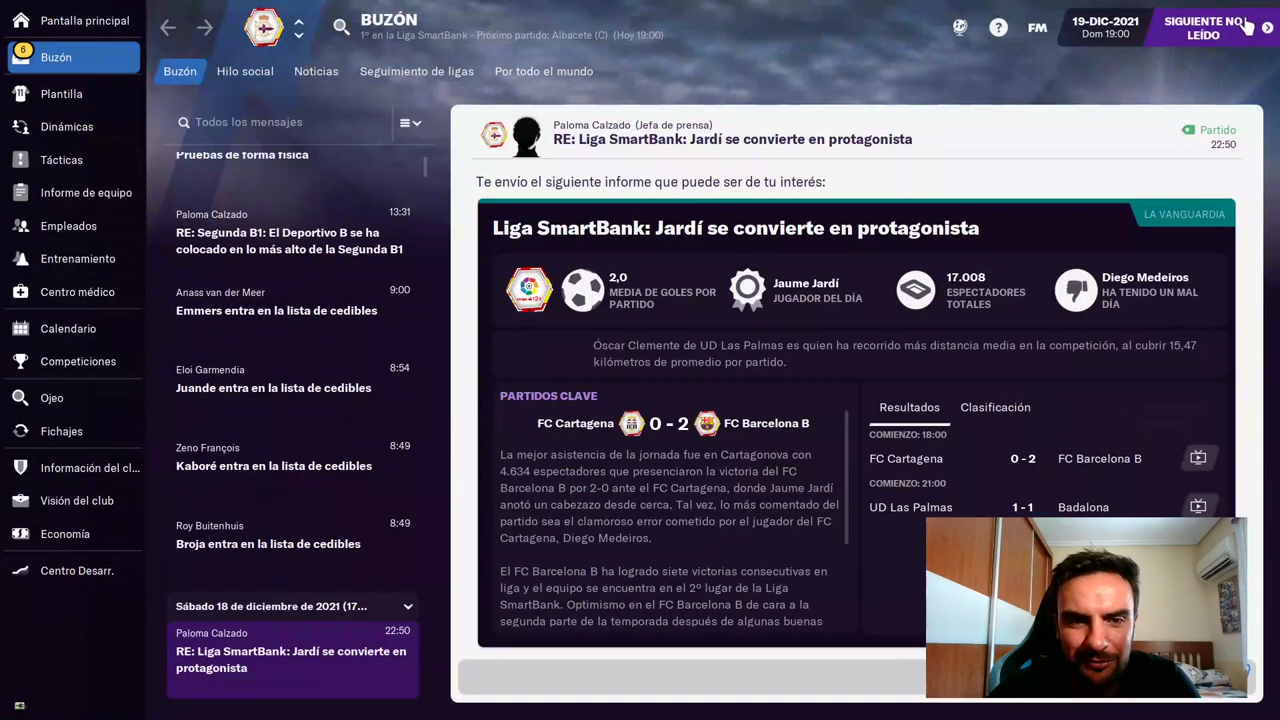 Pantalla principal
6
Buzón
Plantilla
11
Dinámicas
Tácticas
Informe de equipo
Empleados
Entrenamiento
Centro médico
Calendario
Competiciones
Ojeo
Fichajes
Información del cl...
Visión del club
Economía
Centro Desarr.
BUZÓN
1º en la Liga SmartBank - Próximo partido: Albacete (C) (Hoy 19:00)
FM
19-DIC-2021
Dom 19:00
SIGUIENTE NO
LEÍDO
Buzón
Hilo social
Noticias
Seguimiento de ligas
Por todo el mundo
Todos los mensajes
Pruebas de forma física
Paloma Calzado 13:31
RE: Segunda B1: El Deportivo B se ha
colocado en lo más alto de la Segunda B1
Anass van der Meer 9:00
Emmers entra en la lista de cedibles
Eloi Garmendia 8:54
Juande entra en la lista de cedibles
Zeno François 8:49
Kaboré entra en la lista de cedibles
Roy Buitenhuis 8:49
Broja entra en la lista de cedibles
Sábado 18 de diciembre de 2021 (17...
Paloma Calzado 22:50
RE: Liga SmartBank: Jardí se convierte en
protagonista
Paloma Calzado (Jefa de prensa)
RE: Liga SmartBank: Jardí se convierte en protagonista
Partido
22:50
Te envío el siguiente informe que puede ser de tu interés:
LA VANGUARDIA
Liga SmartBank: Jardí se convierte en protagonista
2,0
MEDIA DE GOLES POR
PARTIDO
Jaume Jardí
JUGADOR DEL DÍA
17.008
ESPECTADORES
TOTALES
Diego Medeiros
HA TENIDO UN MAL
DÍA
Óscar Clemente de UD Las Palmas es quien ha recorrido más distancia media en la competición, al cubrir 15,47
kilómetros de promedio por partido.
PARTIDOS CLAVE
FC Cartagena 0 - 2 FC Barcelona B
La mejor asistencia de la jornada fue en Cartagonova con
4.634 espectadores que presenciaron la victoria del FC
Barcelona B por 2-0 ante el FC Cartagena, donde Jaume Jardí
anotó un cabezazo desde cerca. Tal vez, lo más comentado del
partido sea el clamoroso error cometido por el jugador del FC
Cartagena, Diego Medeiros.
El FC Barcelona B ha logrado siete victorias consecutivas en
liga y el equipo se encuentra en el 2º lugar de la Liga
SmartBank. Optimismo en el FC Barcelona B de cara a la
segunda parte de la temporada después de algunas buenas
Resultados
Clasificación
COMIENZO: 18:00
FC Cartagena 0 - 2 FC Barcelona B
COMIENZO: 21:00
UD Las Palmas 1 - 1 Badalona